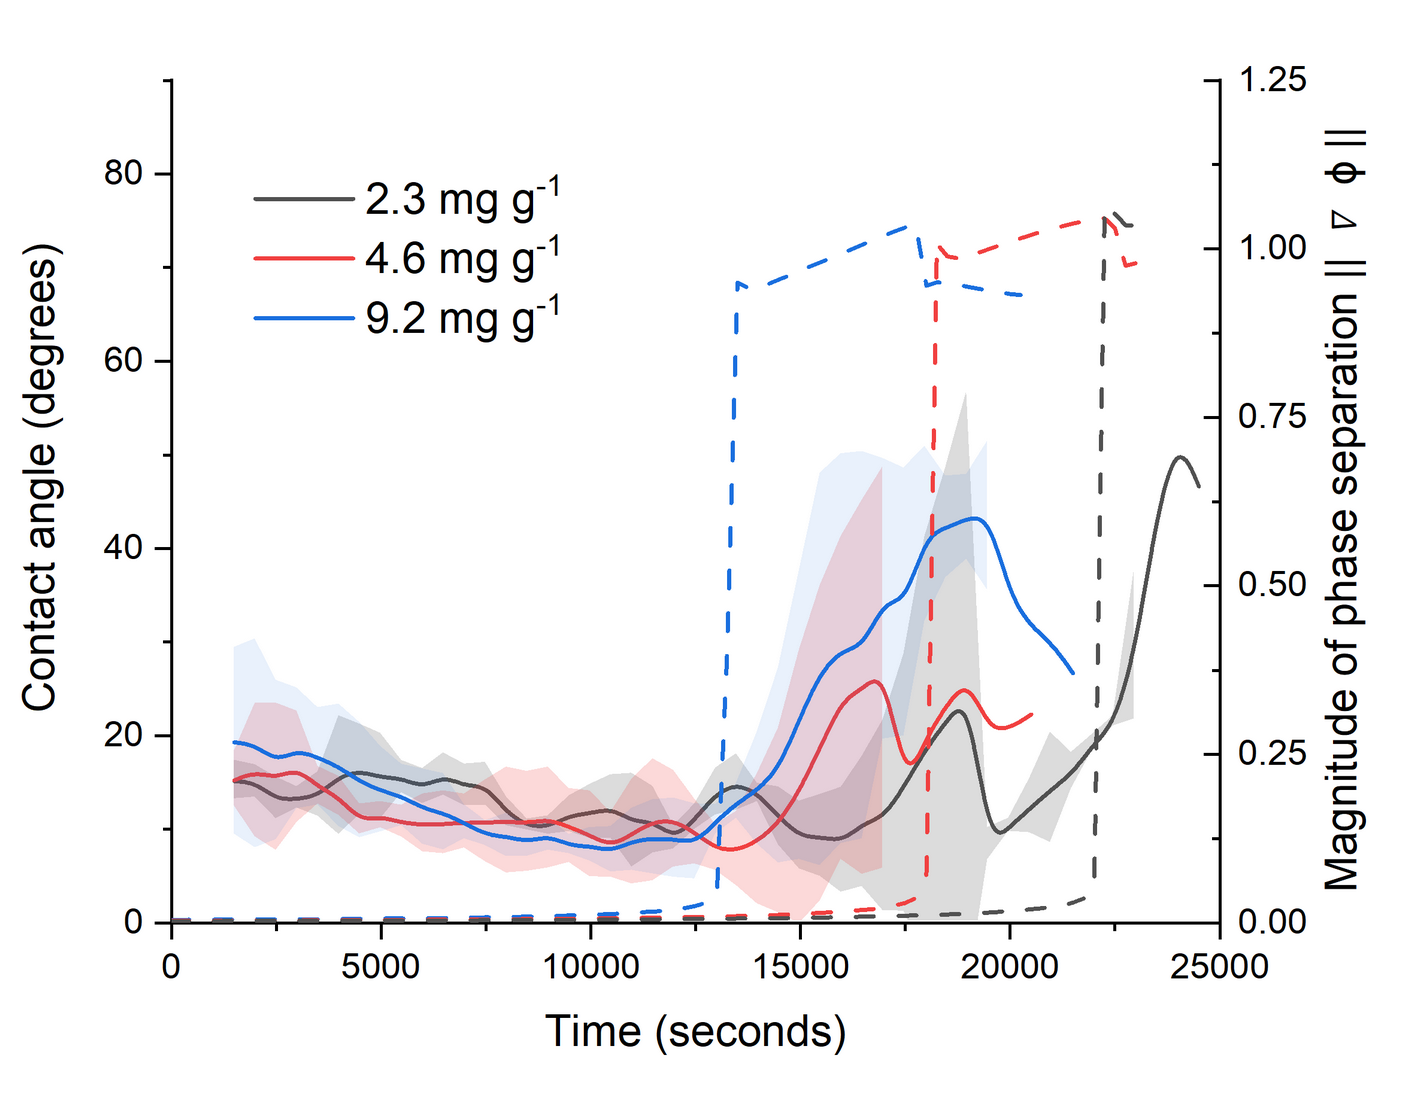 2.3 mg g⁻¹
4.6 mg g⁻¹
9.2 mg g⁻¹
Contact angle (degrees)
80
60
40
20
0
1.25
1.00
0.75
0.50
0.25
0.00
Magnitude of phase separation || ∇ ϕ ||
0
5000
10000
15000
20000
25000
Time (seconds)